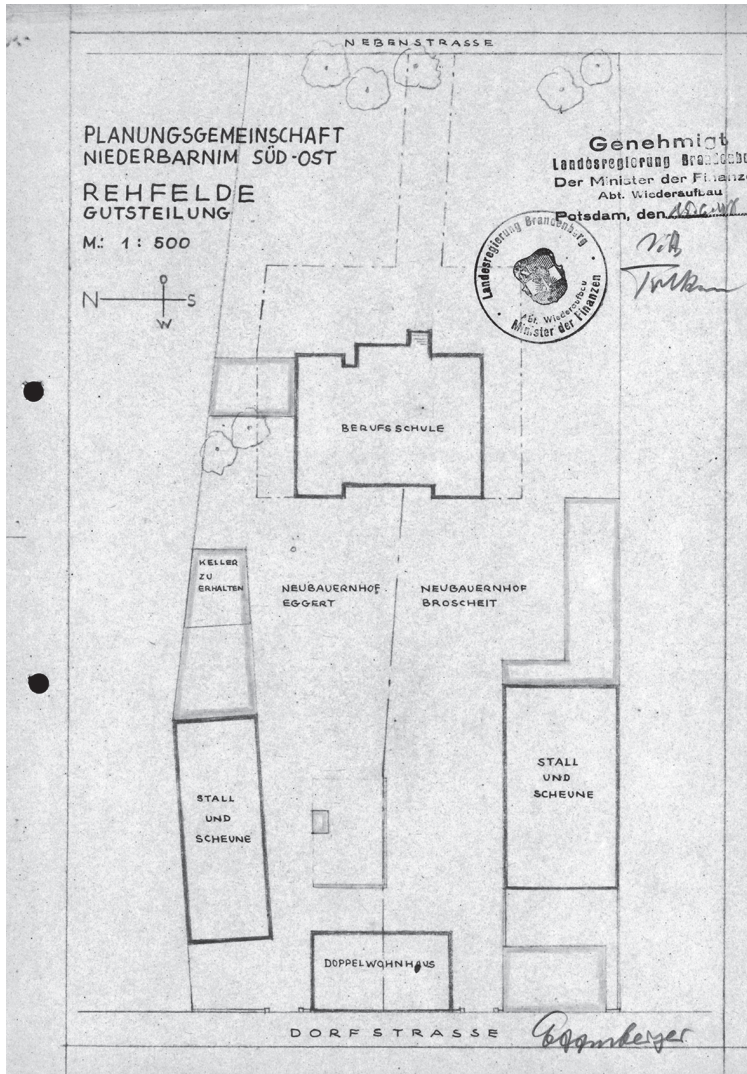 NEBENSTRASSE
PLANUNGSGEMEINSCHAFT
NIEDERBARNIM SÜD-OST
REHFELDE
GUTSTEILUNG
M.: 1 : 500
N O S W
Genehmigt
Landesregierung Brandenbu
Der Minister der Finanze
Abt. Wiederaufbau
Potsdam, den
Landesregierung Brandenburg
Abt. Wiederaufbau
Minister der Finanzen
BERUFSSCHULE
KELLER
ZU
ERHALTEN
NEUBAUERNHOF
EGGERT
NEUBAUERNHOF
BROSCHEIT
STALL
UND
SCHEUNE
STALL
UND
SCHEUNE
DOPPELWOHNHAUS
DORFSTRASSE